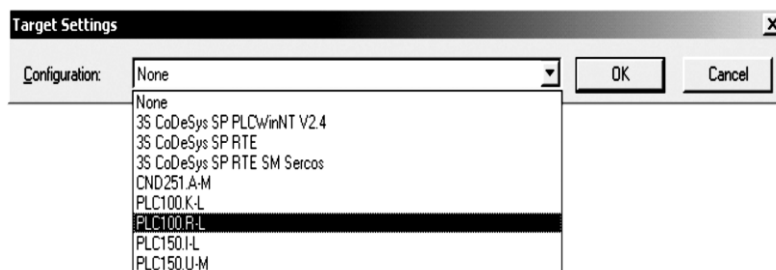 Target Settings
Configuration: None OK Cancel
None
3S CoDeSys SP PLCWinNT V2.4
3S CoDeSys SP RTE
3S CoDeSys SP RTE SM Sercos
CND251.A-M
PLC100.K-L
PLC100.R-L
PLC150.I-L
PLC150.U-M